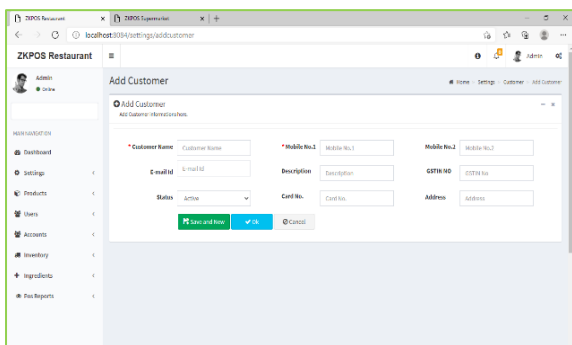 ZKPOS Restaurant
ZKPOS Supermarket
localhost:8084/settings/addcustomer
ZKPOS Restaurant
Admin
Admin
Online
MAIN NAVIGATION
Dashboard
Settings
Products
Users
Accounts
Inventory
Ingredients
Pos Reports
Add Customer
Home > Settings > Customer > Add Customer
Add Customer
Add Customer Informations here.
* Customer Name
Customer Name
* Mobile No.1
Mobile No.1
Mobile No.2
Mobile No.2
E-mail Id
E-mail Id
Description
Description
GSTIN NO
GSTIN No
Status
Active
Card No.
Card No.
Address
Address
Save and New
Ok
Cancel